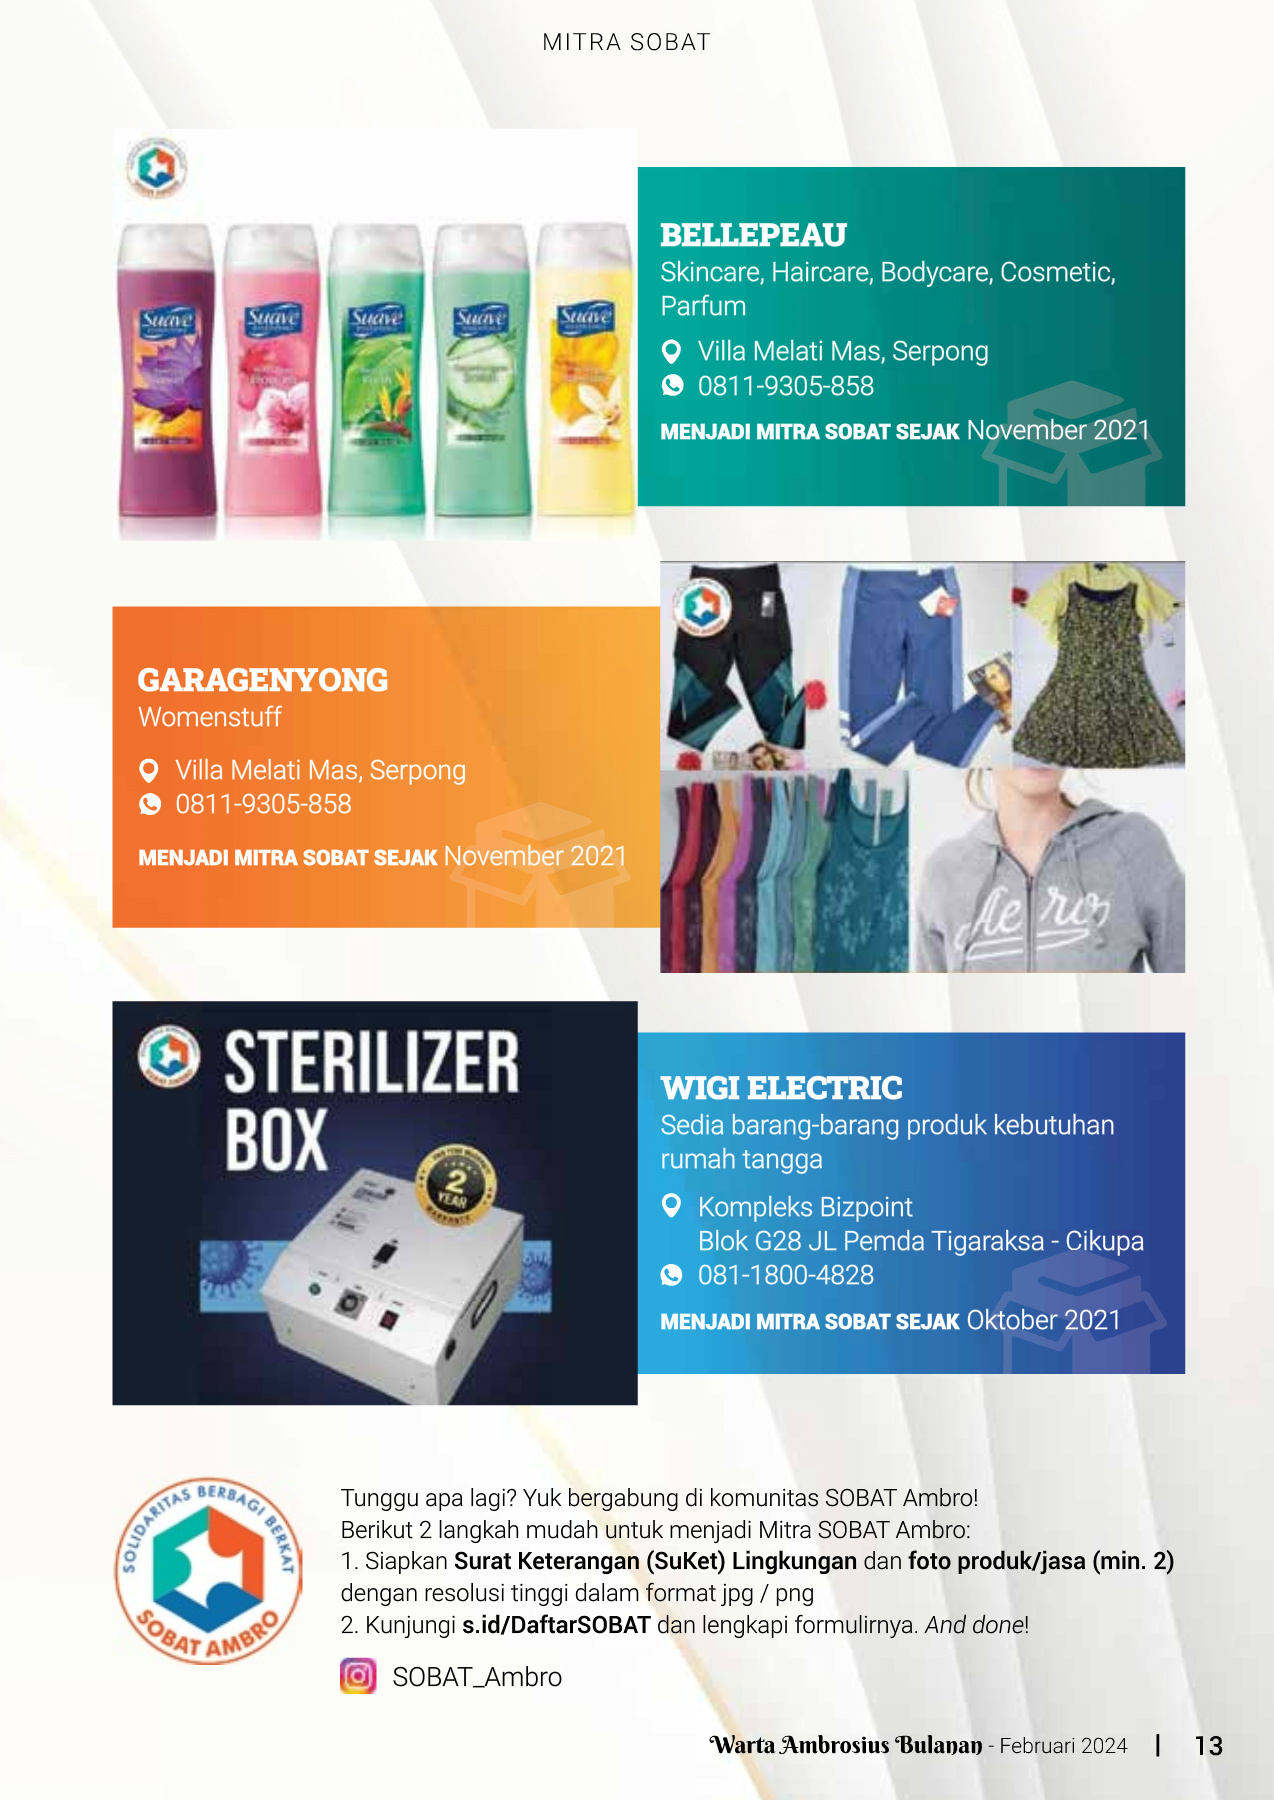 MITRA SOBAT
BELLEPEAU
Skincare, Haircare, Bodycare, Cosmetic,
Parfum
Villa Melati Mas, Serpong
0811-9305-858
MENJADI MITRA SOBAT SEJAK November 2021
Suave
Suave
Suave
Suave
Suave
GARAGENYONG
Womenstuff
Villa Melati Mas, Serpong
0811-9305-858
MENJADI MITRA SOBAT SEJAK November 2021
Aero
STERILIZER
BOX
2
YEAR
WARRANTY
WIGI ELECTRIC
Sedia barang-barang produk kebutuhan
rumah tangga
Kompleks Bizpoint
Blok G28 JL Pemda Tigaraksa - Cikupa
081-1800-4828
MENJADI MITRA SOBAT SEJAK Oktober 2021
SOLIDARITAS BERBAGI BERKAT
SOBAT AMBRO
Tunggu apa lagi? Yuk bergabung di komunitas SOBAT Ambro!
Berikut 2 langkah mudah untuk menjadi Mitra SOBAT Ambro:
1. Siapkan Surat Keterangan (SuKet) Lingkungan dan foto produk/jasa (min. 2)
dengan resolusi tinggi dalam format jpg / png
2. Kunjungi s.id/DaftarSOBAT dan lengkapi formulirnya. And done!
SOBAT_Ambro
Warta Ambrosius Bulanan - Februari 2024 | 13